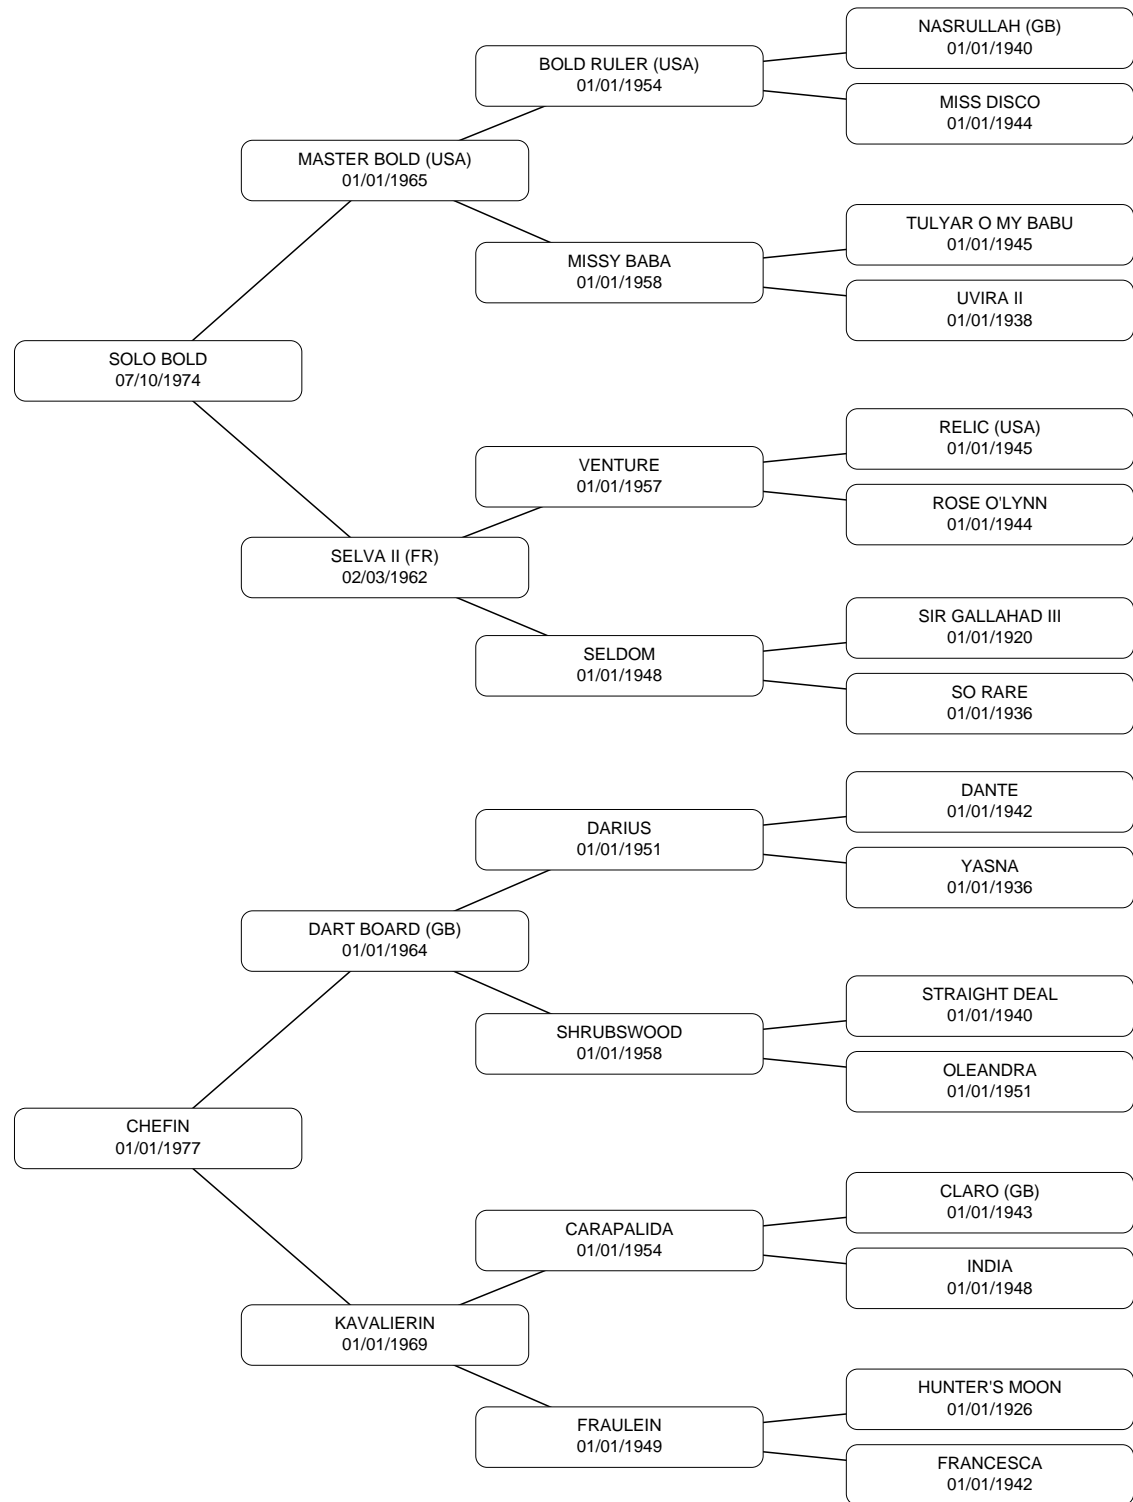 NASRULLAH (GB)
01/01/1940
BOLD RULER (USA)
01/01/1954
MISS DISCO
01/01/1944
MASTER BOLD (USA)
01/01/1965
TULYAR O MY BABU
01/01/1945
MISSY BABA
01/01/1958
UVIRA II
01/01/1938
SOLO BOLD
07/10/1974
RELIC (USA)
01/01/1945
VENTURE
01/01/1957
ROSE O'LYNN
01/01/1944
SELVA II (FR)
02/03/1962
SIR GALLAHAD III
01/01/1920
SELDOM
01/01/1948
SO RARE
01/01/1936
DANTE
01/01/1942
DARIUS
01/01/1951
YASNA
01/01/1936
DART BOARD (GB)
01/01/1964
STRAIGHT DEAL
01/01/1940
SHRUBSWOOD
01/01/1958
OLEANDRA
01/01/1951
CHEFIN
01/01/1977
CLARO (GB)
01/01/1943
CARAPALIDA
01/01/1954
INDIA
01/01/1948
KAVALIERIN
01/01/1969
HUNTER'S MOON
01/01/1926
FRAULEIN
01/01/1949
FRANCESCA
01/01/1942